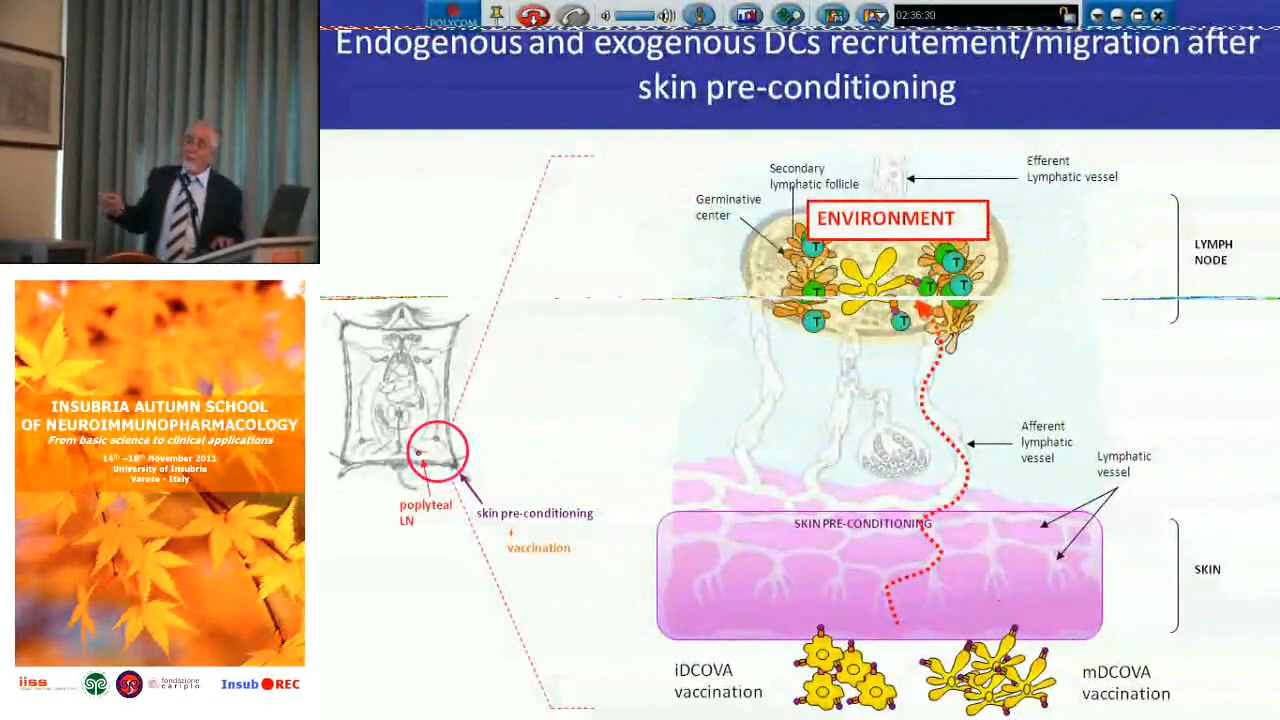 POLYCOM
02:36:30
Endogenous and exogenous DCs recrutement/migration after
skin pre-conditioning
Secondary
lymphatic follicle
Efferent
Lymphatic vessel
Germinative
center
ENVIRONMENT
LYMPH
NODE
T
T
T
T
T
T
T
Afferent
lymphatic
vessel
Lymphatic
vessel
poplyteal
LN
skin pre-conditioning
+
vaccination
SKIN PRE-CONDITIONING
SKIN
iDCOVA
vaccination
mDCOVA
vaccination
INSUBRIA AUTUMN SCHOOL
OF NEUROIMMUNOPHARMACOLOGY
From basic science to clinical applications
14th -18th November 2011
University of Insubria
Varese - Italy
iiss
fondazione
cariplo
Insub REC